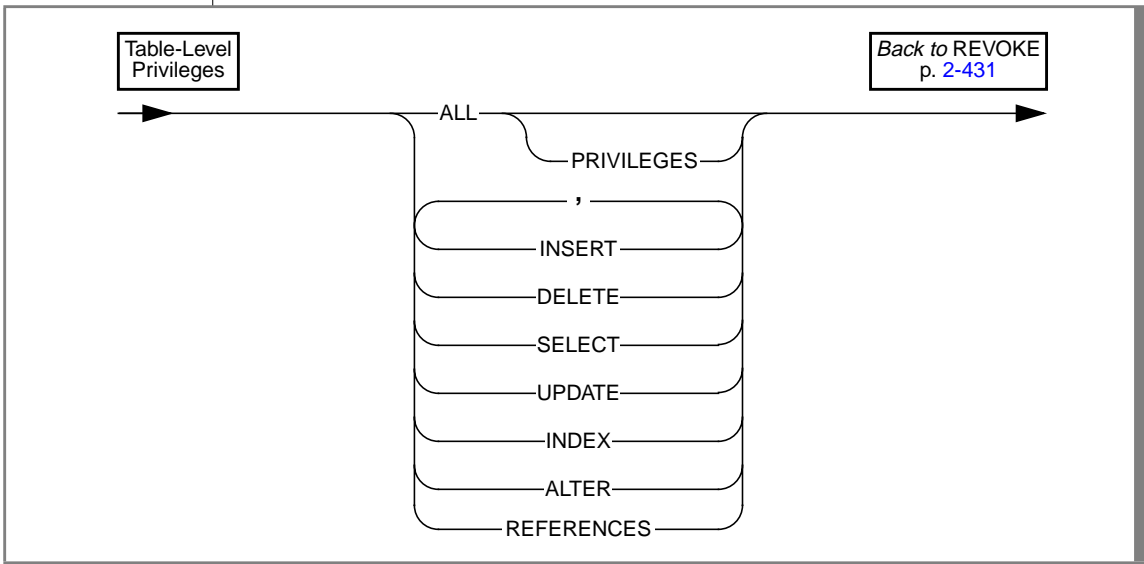 Table-Level
Privileges
Back to REVOKE
p. 2-431
ALL
PRIVILEGES
,
INSERT
DELETE
SELECT
UPDATE
INDEX
ALTER
REFERENCES